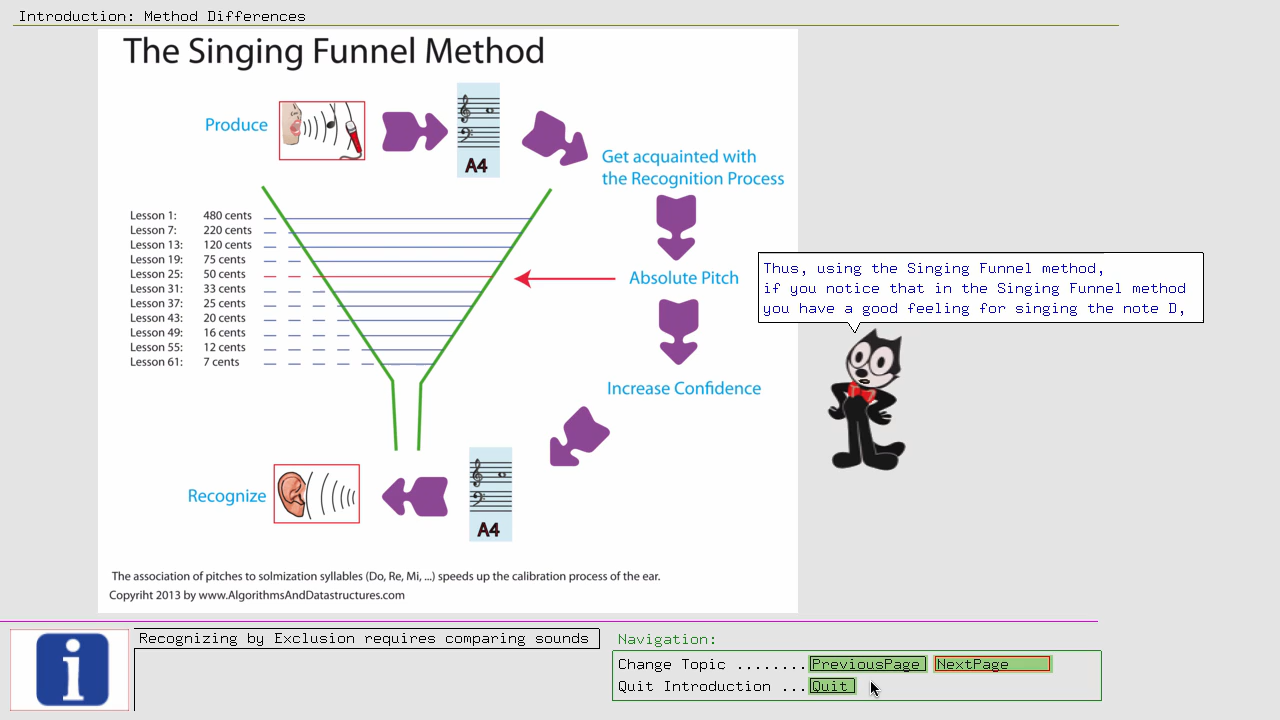 Introduction: Method Differences
The Singing Funnel Method
Produce
A4
Get acquainted with
the Recognition Process
Lesson 1: 480 cents
Lesson 7: 220 cents
Lesson 13: 120 cents
Lesson 19: 75 cents
Lesson 25: 50 cents
Lesson 31: 33 cents
Lesson 37: 25 cents
Lesson 43: 20 cents
Lesson 49: 16 cents
Lesson 55: 12 cents
Lesson 61: 7 cents
Absolute Pitch
Thus, using the Singing Funnel method,
if you notice that in the Singing Funnel method
you have a good feeling for singing the note D,
Increase Confidence
Recognize
A4
The association of pitches to solmization syllables (Do, Re, Mi, ...) speeds up the calibration process of the ear.
Copyriht 2013 by www.AlgorithmsAndDatastructures.com
Recognizing by Exclusion requires comparing sounds
Navigation:
Change Topic ........PreviousPage NextPage
Quit Introduction ...Quit